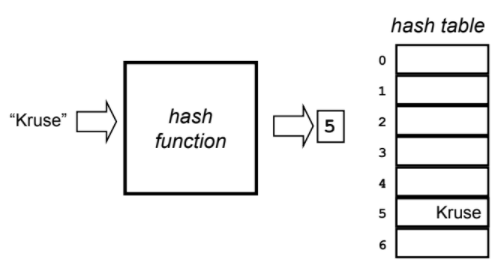 hash table
0
1
2
3
4
5 Kruse
6
“Kruse”
hash
function
5